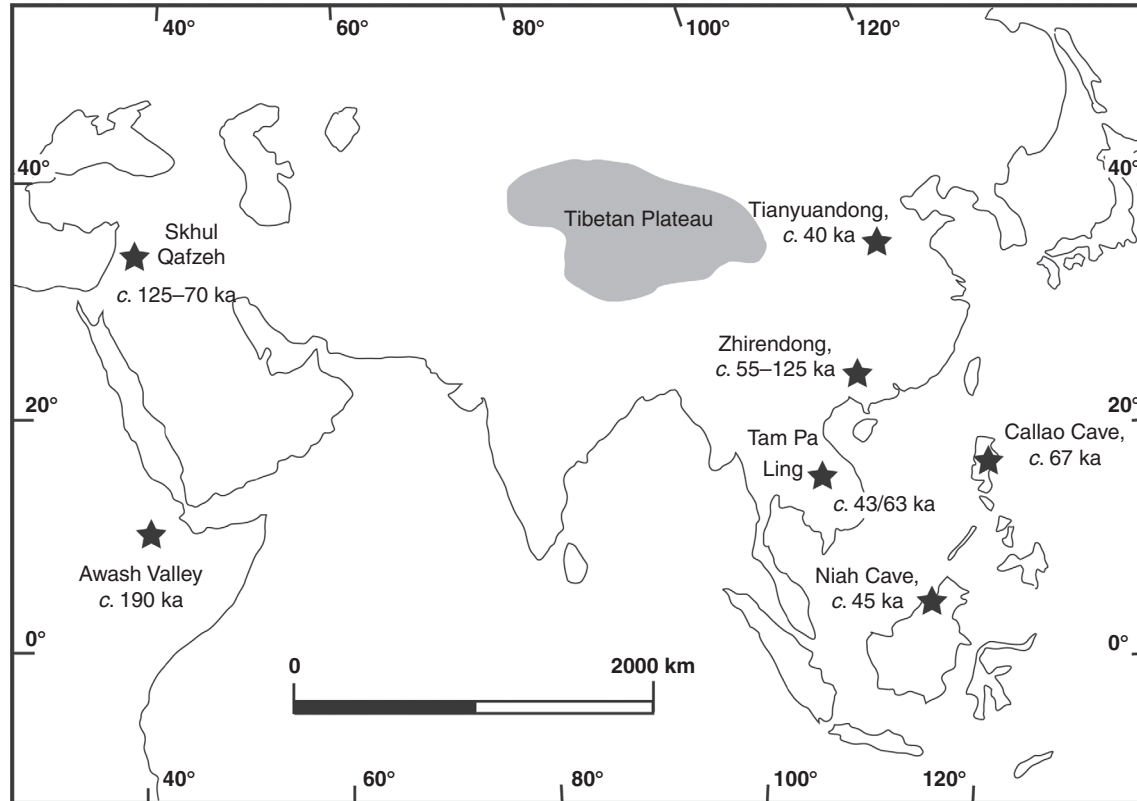 40°
60°
80°
100°
120°
40°
40°
Tibetan Plateau
Tianyuandong,
c. 40 ka
Skhul
Qafzeh
c. 125–70 ka
Zhirendong,
c. 55–125 ka
20°
20°
Tam Pa
Ling
c. 43/63 ka
Callao Cave,
c. 67 ka
Awash Valley
c. 190 ka
Niah Cave,
c. 45 ka
0°
0°
0
2000 km
40°
60°
80°
100°
120°